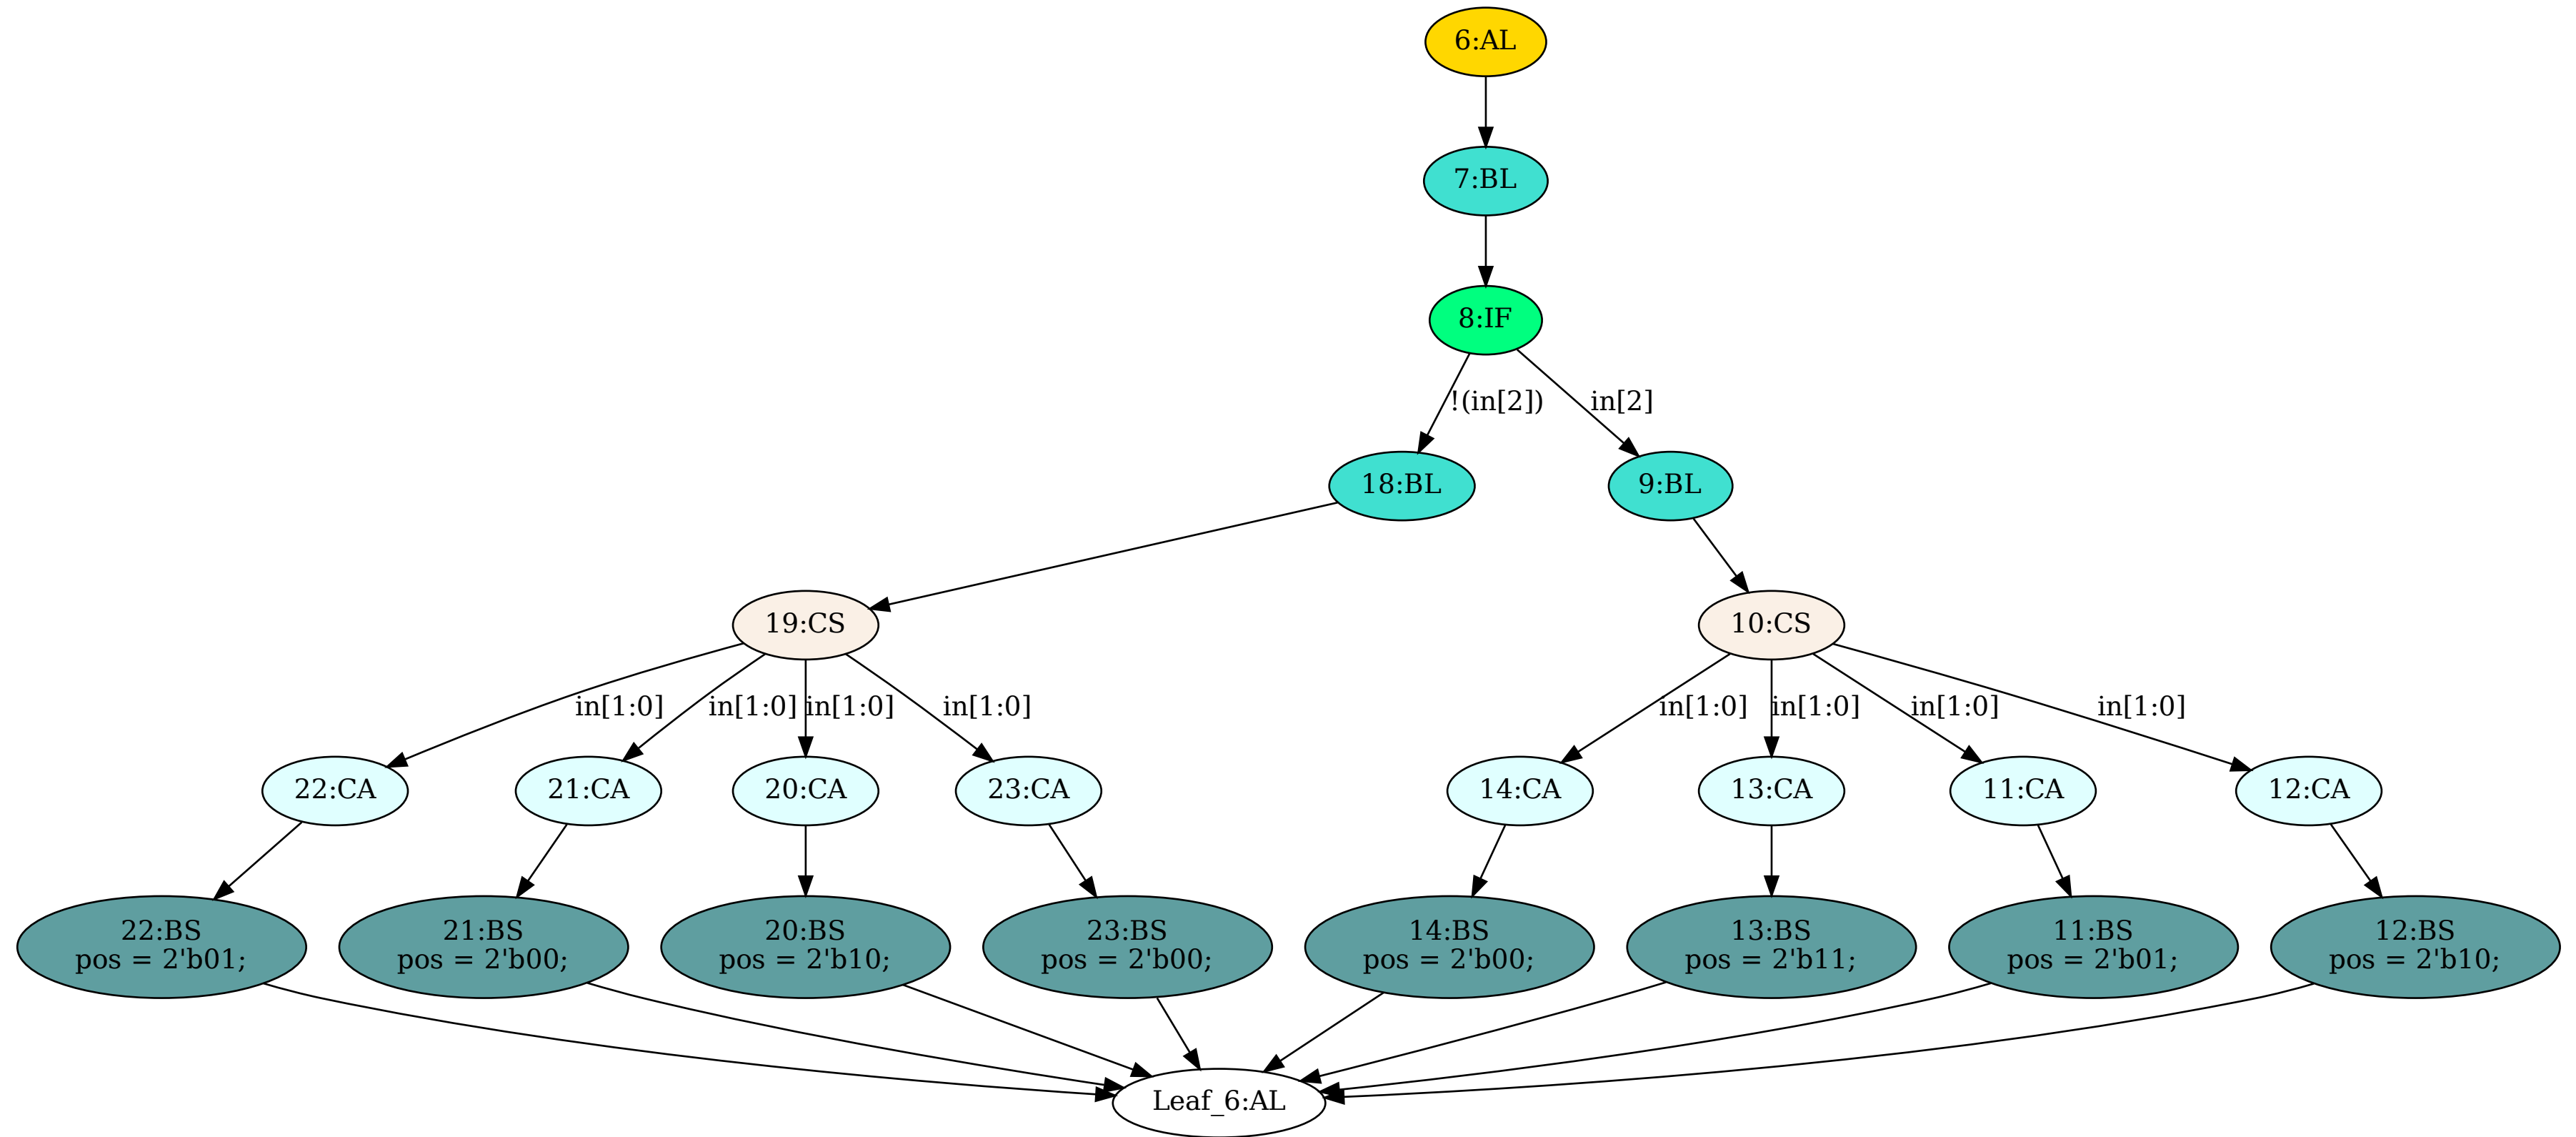 6:AL
7:BL
8:IF
!(in[2])
in[2]
18:BL
9:BL
19:CS
10:CS
in[1:0]
in[1:0]
in[1:0]
in[1:0]
in[1:0]
in[1:0]
in[1:0]
in[1:0]
22:CA
21:CA
20:CA
23:CA
14:CA
13:CA
11:CA
12:CA
22:BS
pos = 2'b01;
21:BS
pos = 2'b00;
20:BS
pos = 2'b10;
23:BS
pos = 2'b00;
14:BS
pos = 2'b00;
13:BS
pos = 2'b11;
11:BS
pos = 2'b01;
12:BS
pos = 2'b10;
Leaf_6:AL